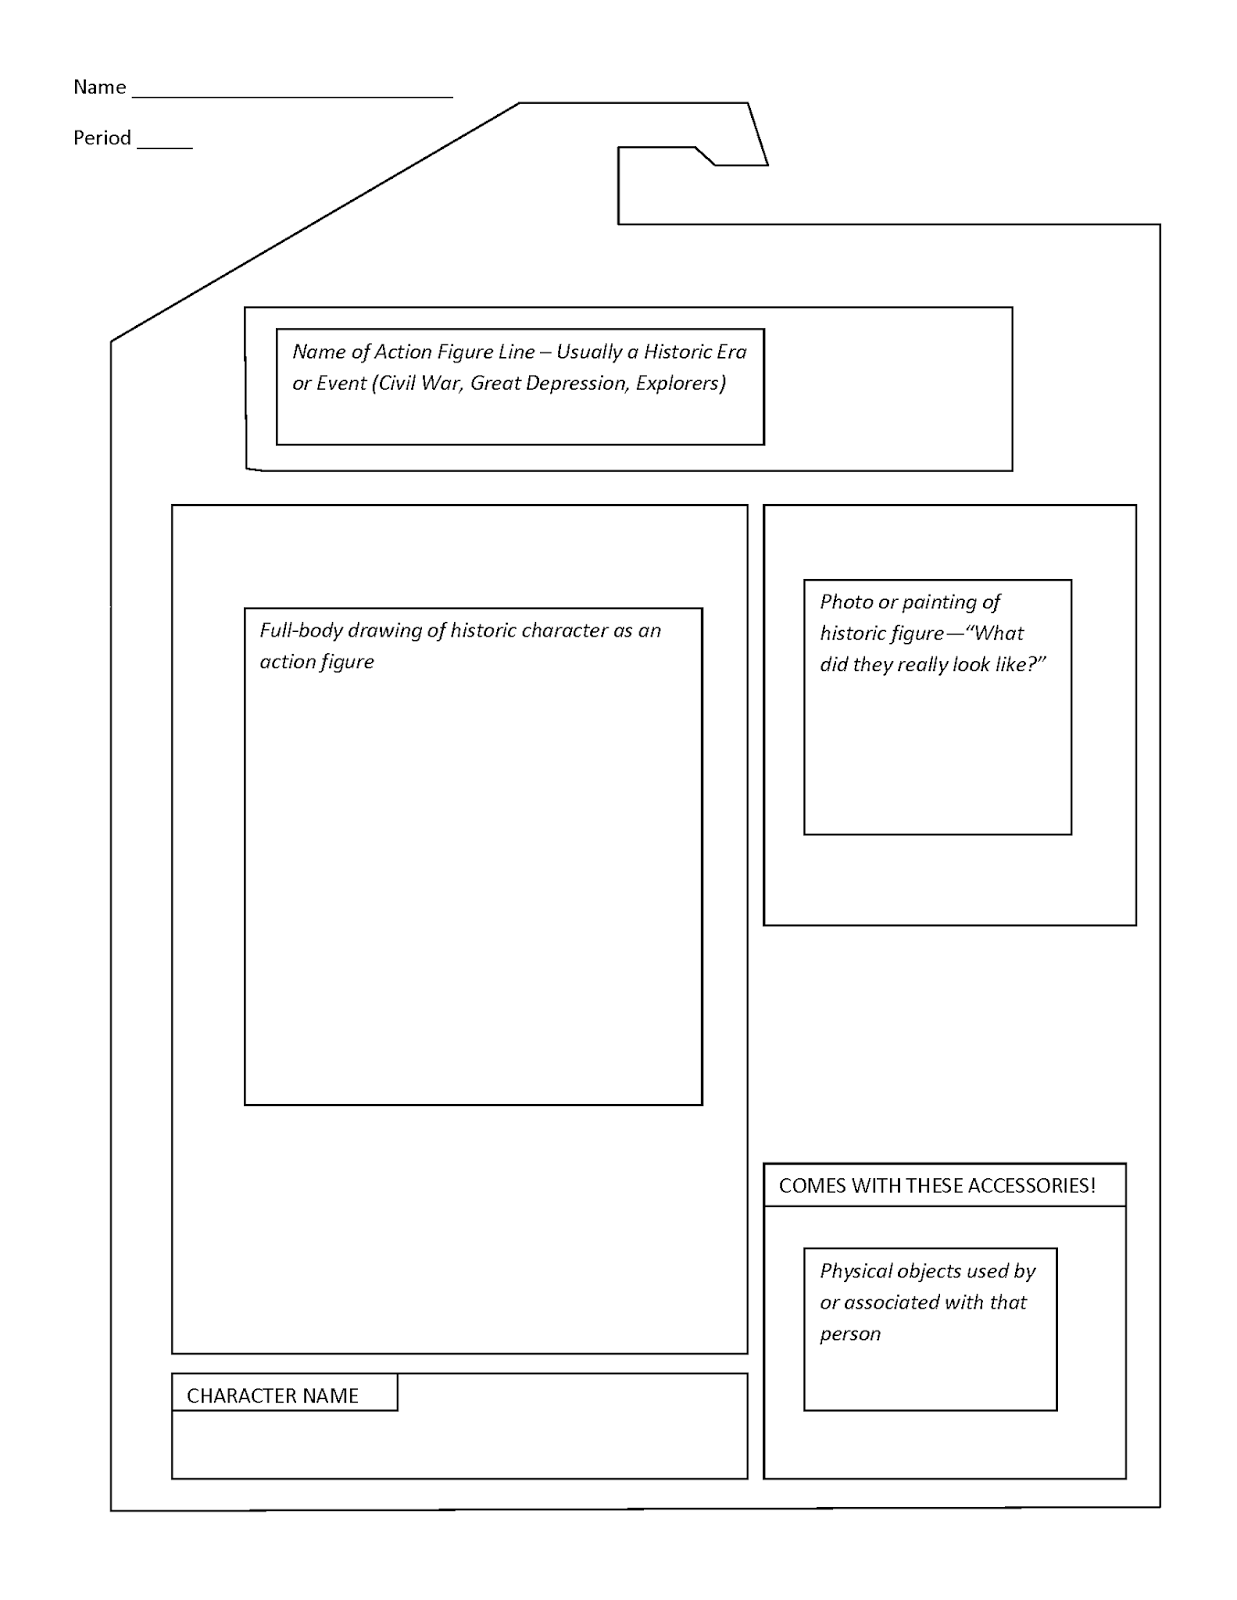 Name _____________________________
Period _____
Name of Action Figure Line – Usually a Historic Era
or Event (Civil War, Great Depression, Explorers)
Full-body drawing of historic character as an
action figure
Photo or painting of
historic figure—“What
did they really look like?”
COMES WITH THESE ACCESSORIES!
Physical objects used by
or associated with that
person
CHARACTER NAME